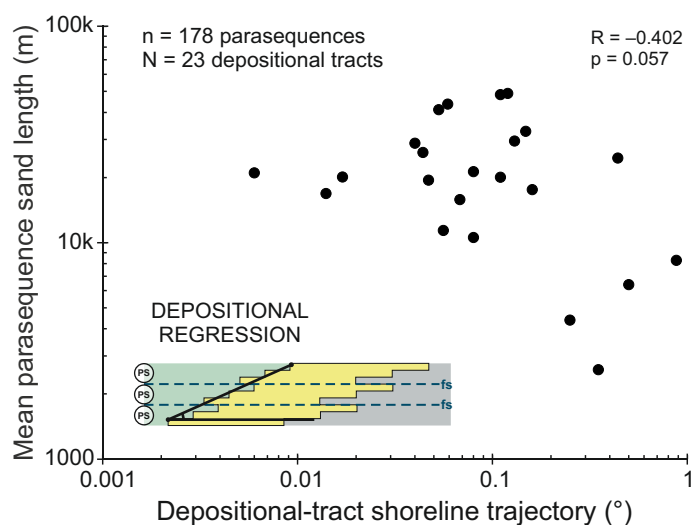 100k
10k
1000
Mean parasequence sand length (m)
n = 178 parasequences
N = 23 depositional tracts
R = –0.402
p = 0.057
DEPOSITIONAL
REGRESSION
PS
fs
PS
fs
PS
0.001
0.01
0.1
1
Depositional-tract shoreline trajectory (°)